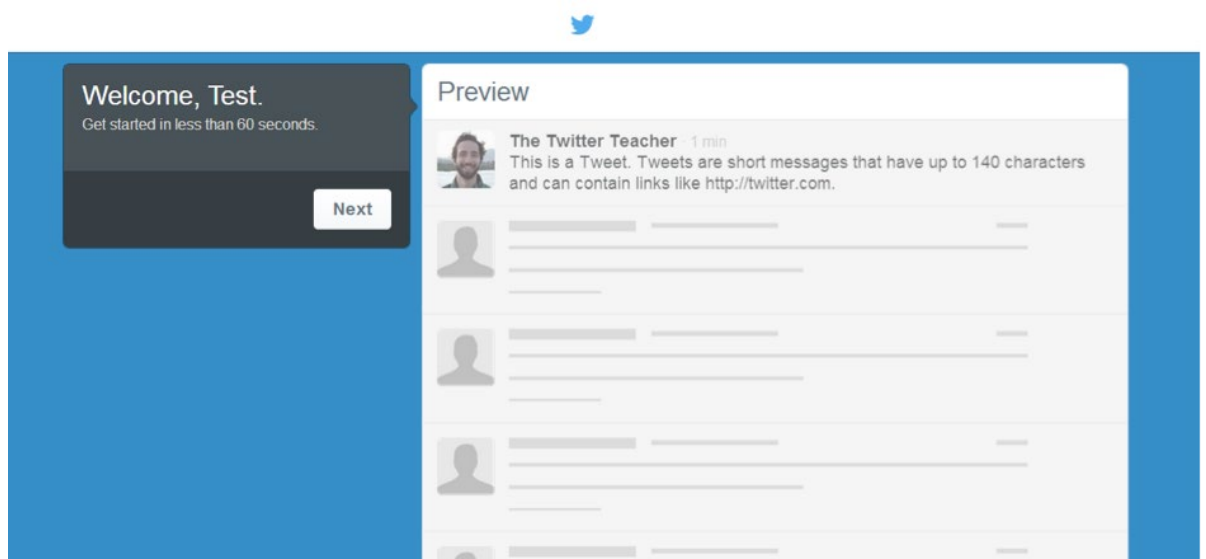 Welcome, Test.
Get started in less than 60 seconds.
Next
Preview
The Twitter Teacher · 1 min
This is a Tweet. Tweets are short messages that have up to 140 characters
and can contain links like http://twitter.com.